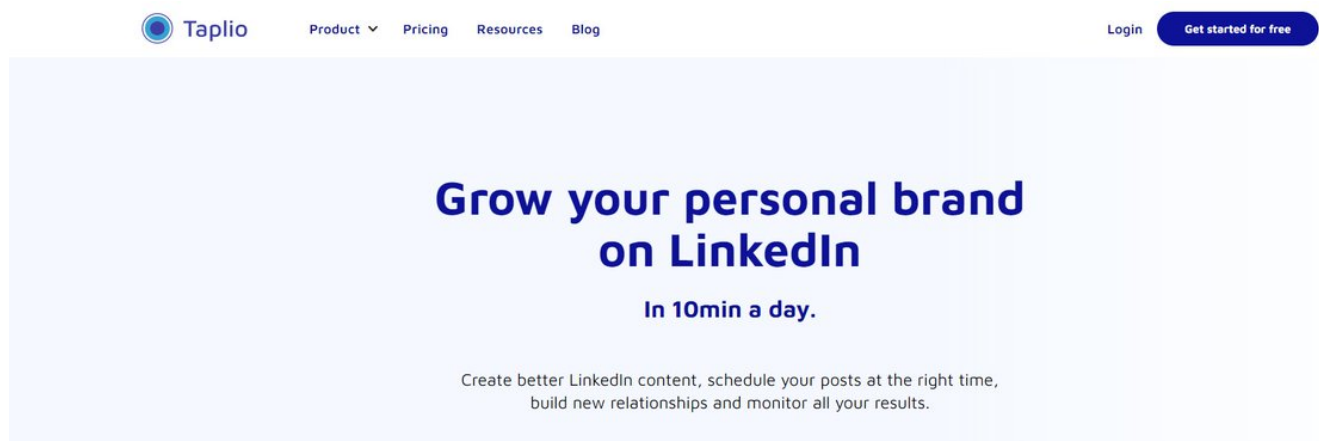 Taplio
Product
Pricing
Resources
Blog
Login
Get started for free
Grow your personal brand
on LinkedIn
In 10min a day.
Create better LinkedIn content, schedule your posts at the right time,
build new relationships and monitor all your results.